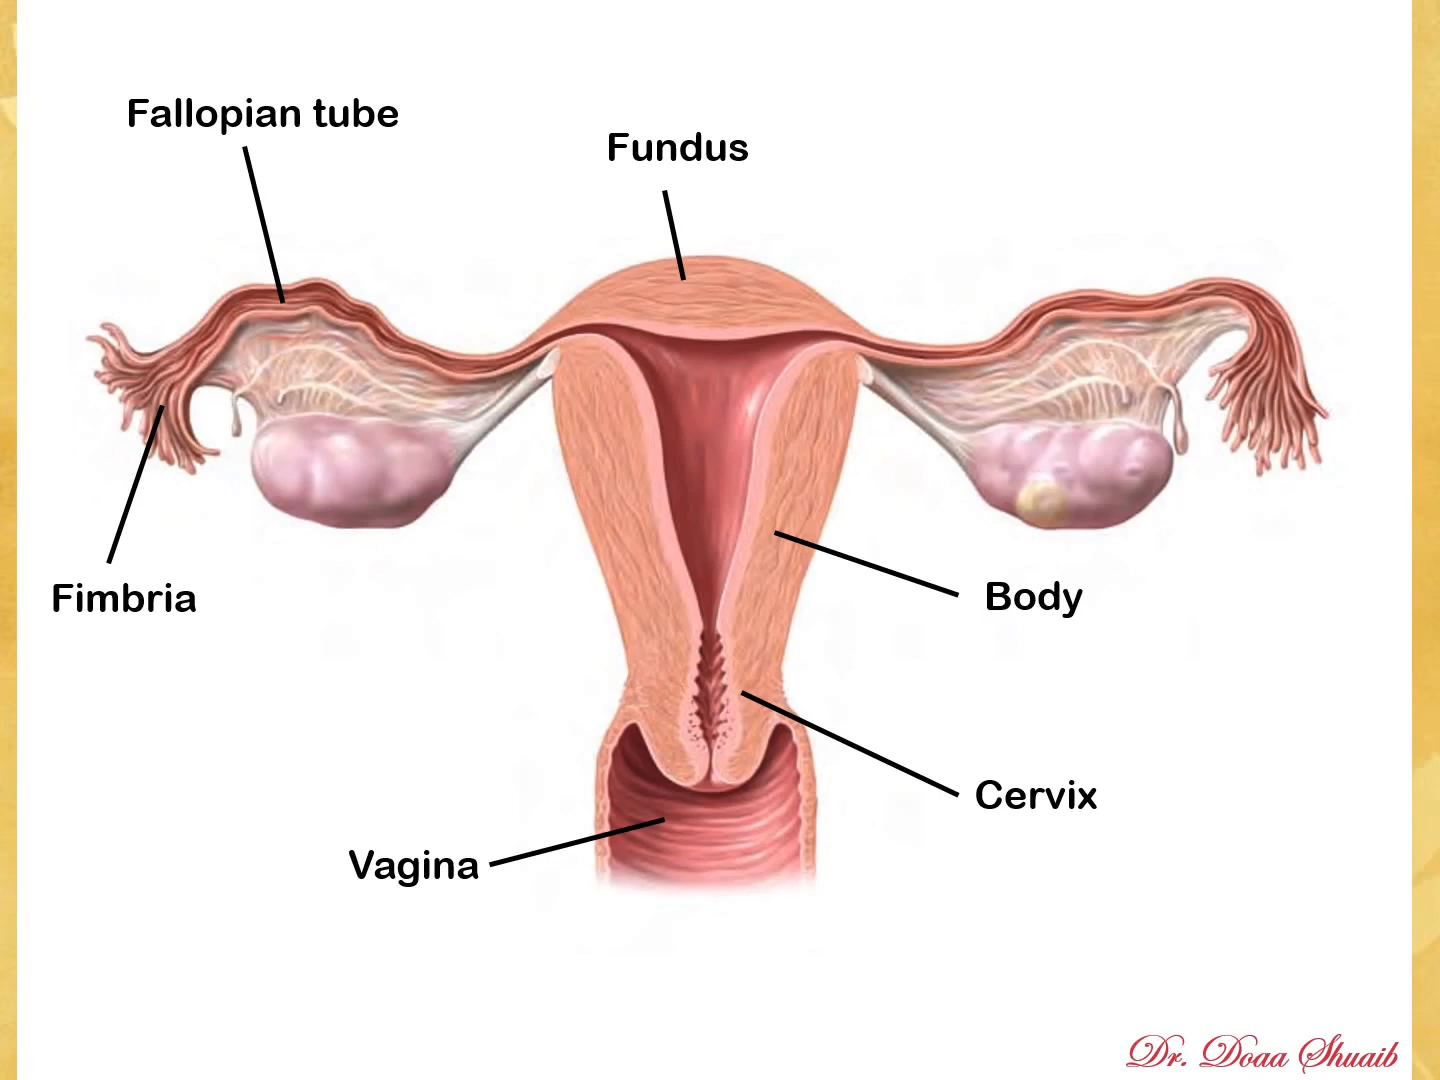 Fallopian tube
Fundus
Fimbria
Body
Cervix
Vagina
Dr. Doaa Shuaib